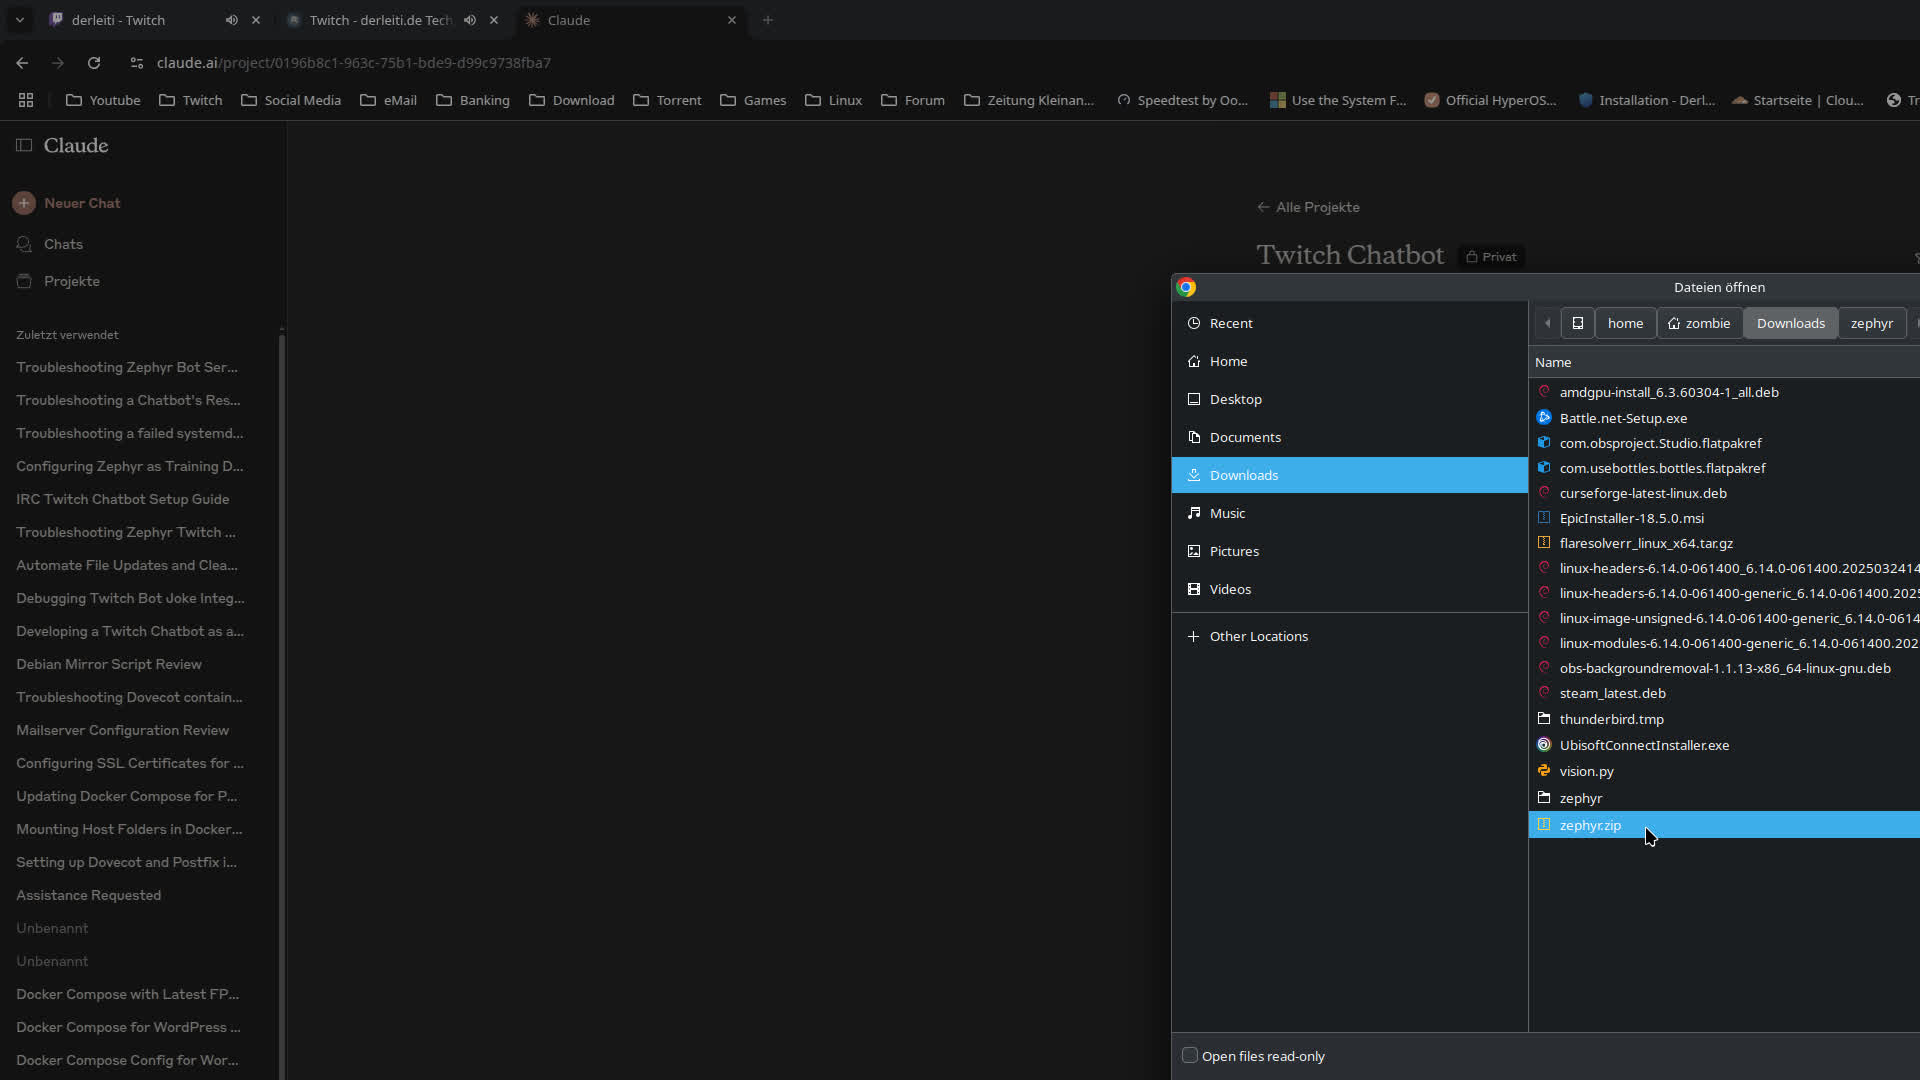 derleiti - Twitch
Twitch - derleiti.de Tech
Claude
claude.ai/project/0196b8c1-963c-75b1-bde9-d99c9738fba7
Youtube
Twitch
Social Media
eMail
Banking
Download
Torrent
Games
Linux
Forum
Zeitung Kleinan...
Speedtest by Oo...
Use the System F...
Official HyperOS...
Installation - Derl...
Startseite | Clou...
Tr
Claude
Neuer Chat
Chats
Projekte
Zuletzt verwendet
Troubleshooting Zephyr Bot Ser...
Troubleshooting a Chatbot's Res...
Troubleshooting a failed systemd...
Configuring Zephyr as Training D...
IRC Twitch Chatbot Setup Guide
Troubleshooting Zephyr Twitch ...
Automate File Updates and Clea...
Debugging Twitch Bot Joke Integ...
Developing a Twitch Chatbot as a...
Debian Mirror Script Review
Troubleshooting Dovecot contain...
Mailserver Configuration Review
Configuring SSL Certificates for ...
Updating Docker Compose for P...
Mounting Host Folders in Docker...
Setting up Dovecot and Postfix i...
Assistance Requested
Unbenannt
Unbenannt
Docker Compose with Latest FP...
Docker Compose for WordPress ...
Docker Compose Config for Wor...
← Alle Projekte
Twitch Chatbot
Privat
Dateien öffnen
Recent
Home
Desktop
Documents
Downloads
Music
Pictures
Videos
+ Other Locations
home
zombie
Downloads
zephyr
Name
amdgpu-install_6.3.60304-1_all.deb
Battle.net-Setup.exe
com.obsproject.Studio.flatpakref
com.usebottles.bottles.flatpakref
curseforge-latest-linux.deb
EpicInstaller-18.5.0.msi
flaresolverr_linux_x64.tar.gz
linux-headers-6.14.0-061400_6.14.0-061400.2025032414
linux-headers-6.14.0-061400-generic_6.14.0-061400.2025
linux-image-unsigned-6.14.0-061400-generic_6.14.0-0614
linux-modules-6.14.0-061400-generic_6.14.0-061400.202
obs-backgroundremoval-1.1.13-x86_64-linux-gnu.deb
steam_latest.deb
thunderbird.tmp
UbisoftConnectInstaller.exe
vision.py
zephyr
zephyr.zip
Open files read-only